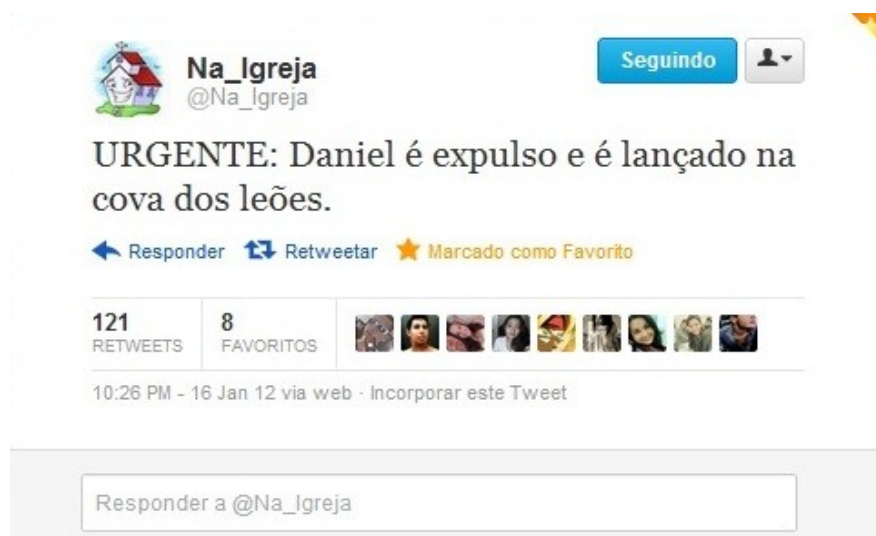 Na_Igreja
@Na_Igreja
Seguindo
URGENTE: Daniel é expulso e é lançado na
cova dos leões.
Responder Retweetar Marcado como Favorito
121 8
RETWEETS FAVORITOS
10:26 PM - 16 Jan 12 via web · Incorporar este Tweet
Responder a @Na_Igreja